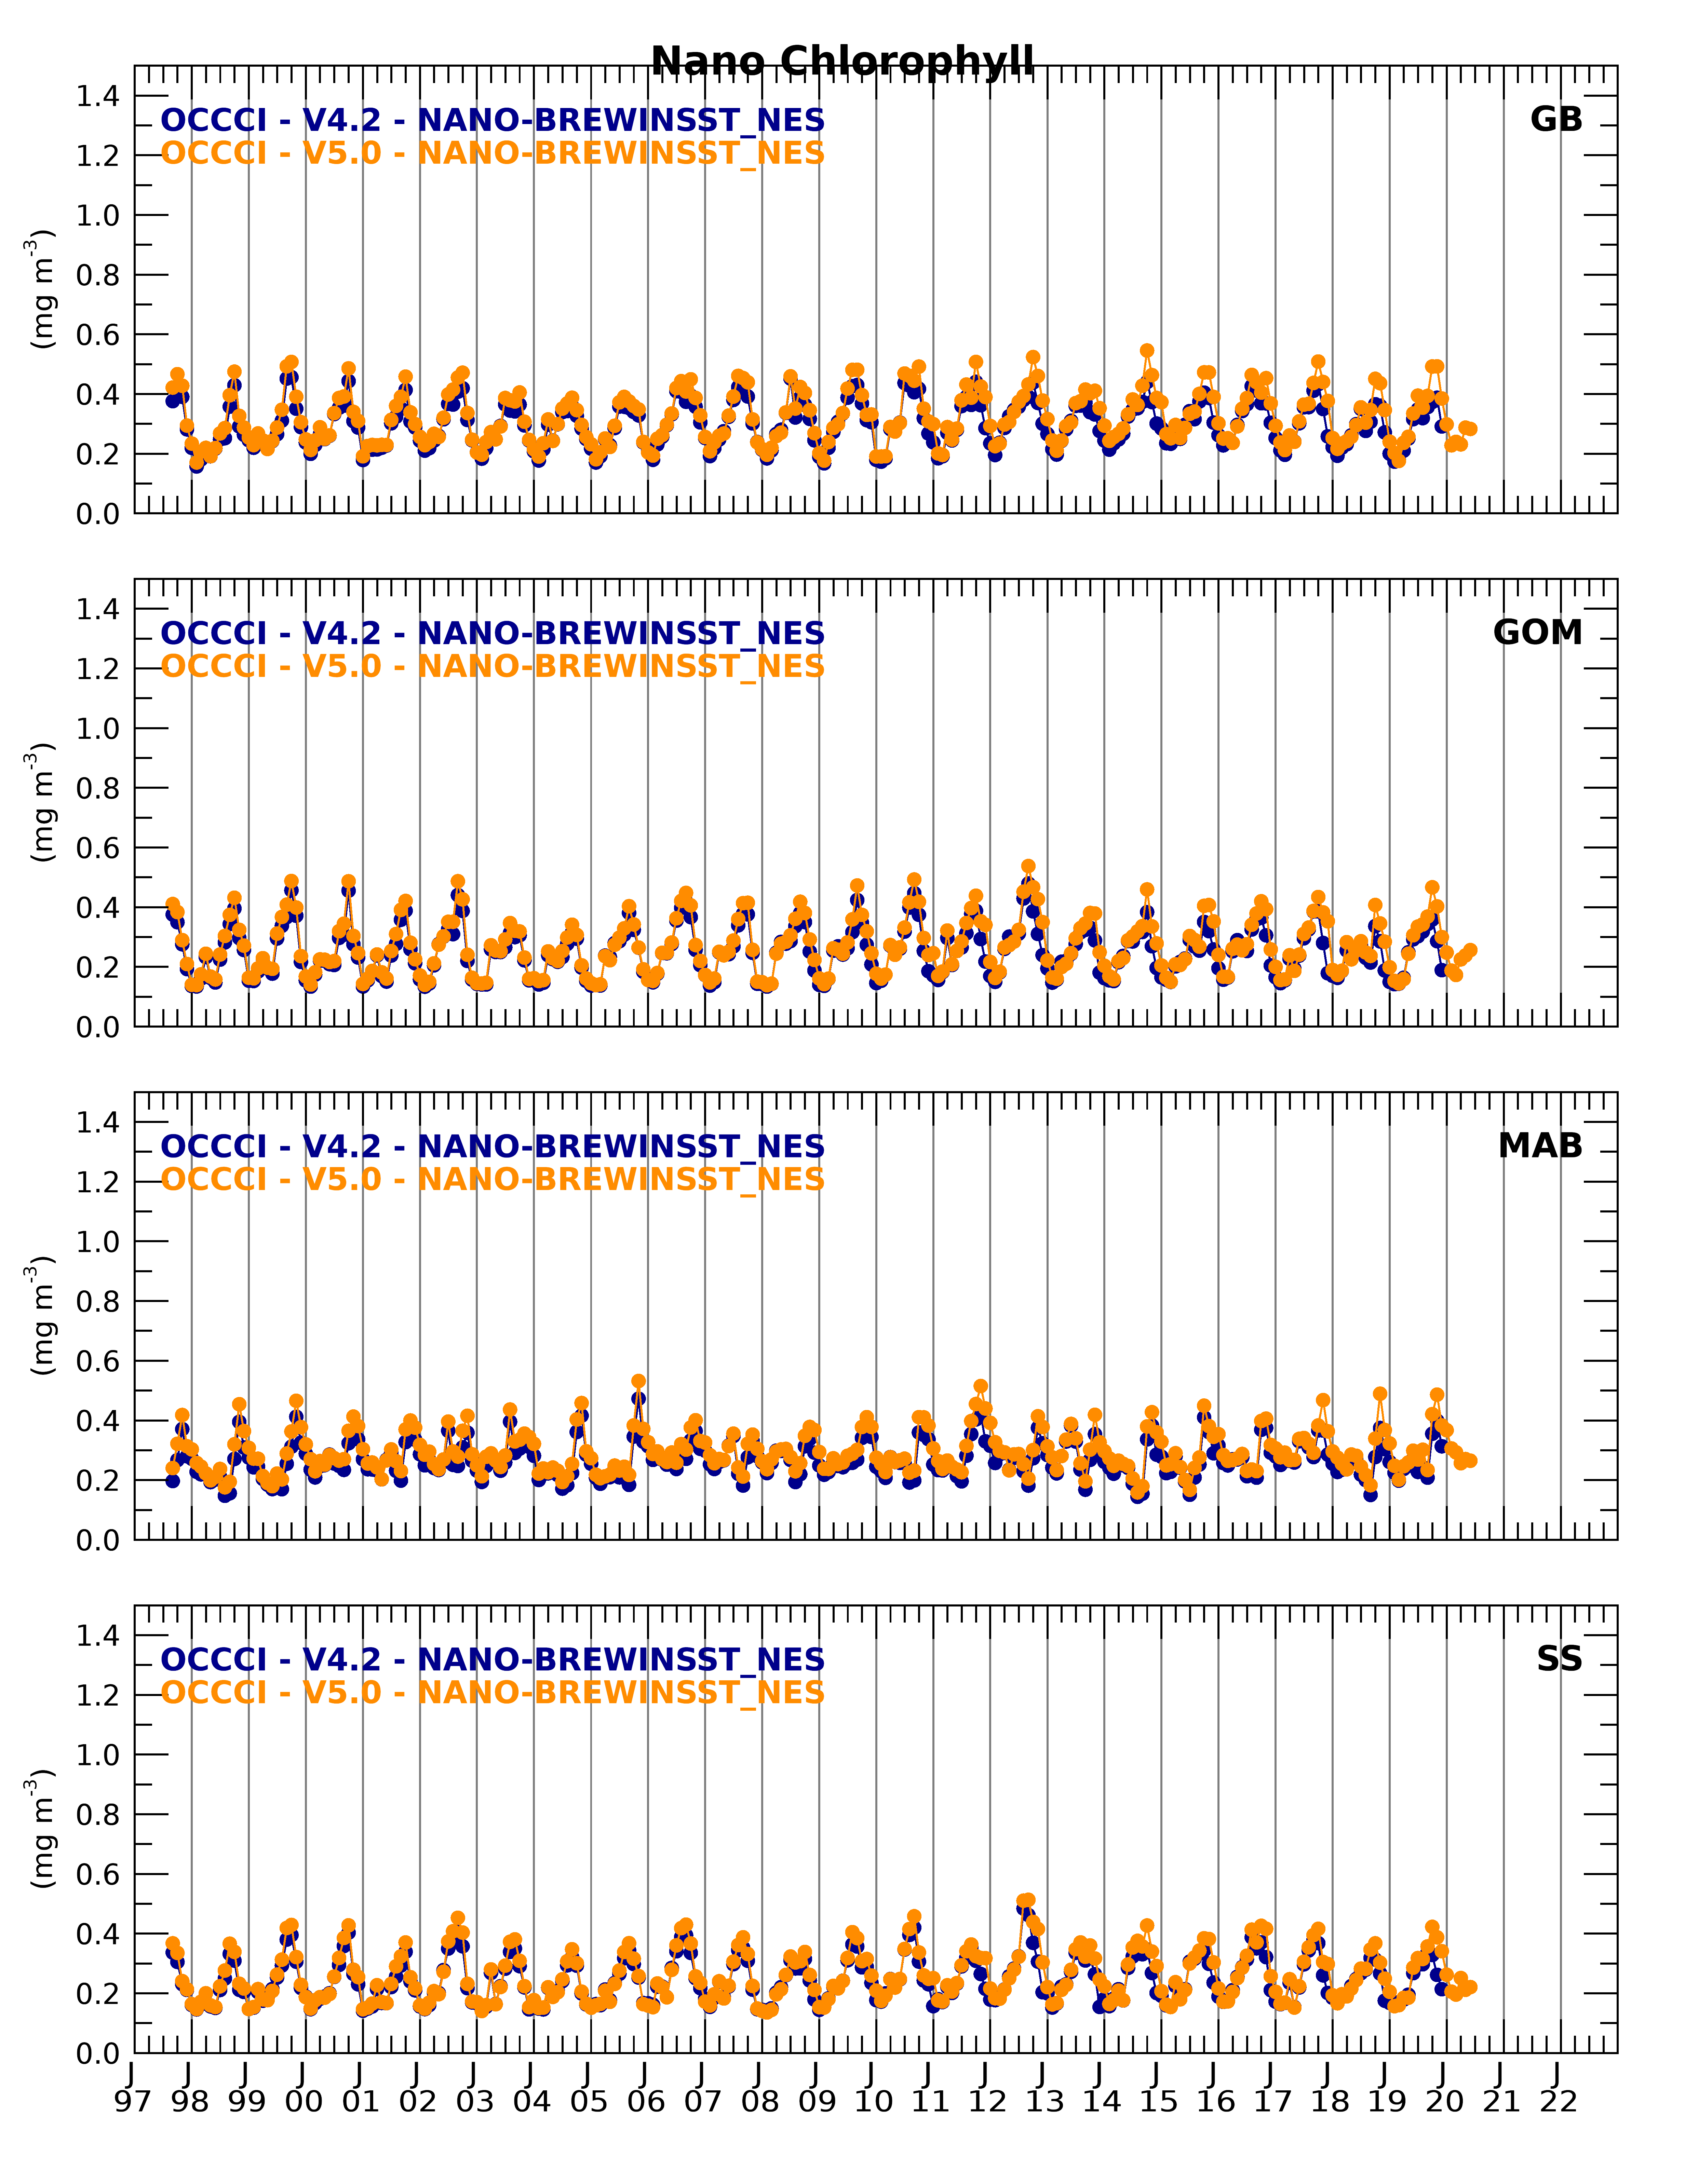 Nano Chlorophyll
1.4
OCCCI - V4.2 - NANO-BREWINSST_NES
GB
1.2
OCCCI - V5.0 - NANO-BREWINSST_NES
1.0
0.8
(mg m-3)
0.6
0.4
0.2
0.0
1.4
OCCCI - V4.2 - NANO-BREWINSST_NES
GOM
1.2
OCCCI - V5.0 - NANO-BREWINSST_NES
1.0
0.8
(mg m-3)
0.6
0.4
0.2
0.0
1.4
OCCCI - V4.2 - NANO-BREWINSST_NES
MAB
1.2
OCCCI - V5.0 - NANO-BREWINSST_NES
1.0
0.8
(mg m-3)
0.6
0.4
0.2
0.0
1.4
OCCCI - V4.2 - NANO-BREWINSST_NES
SS
1.2
OCCCI - V5.0 - NANO-BREWINSST_NES
1.0
0.8
(mg m-3)
0.6
0.4
0.2
0.0
J J J J J J J J J J J J J J J J J J J J J J J J J J
97 98 99 00 01 02 03 04 05 06 07 08 09 10 11 12 13 14 15 16 17 18 19 20 21 22